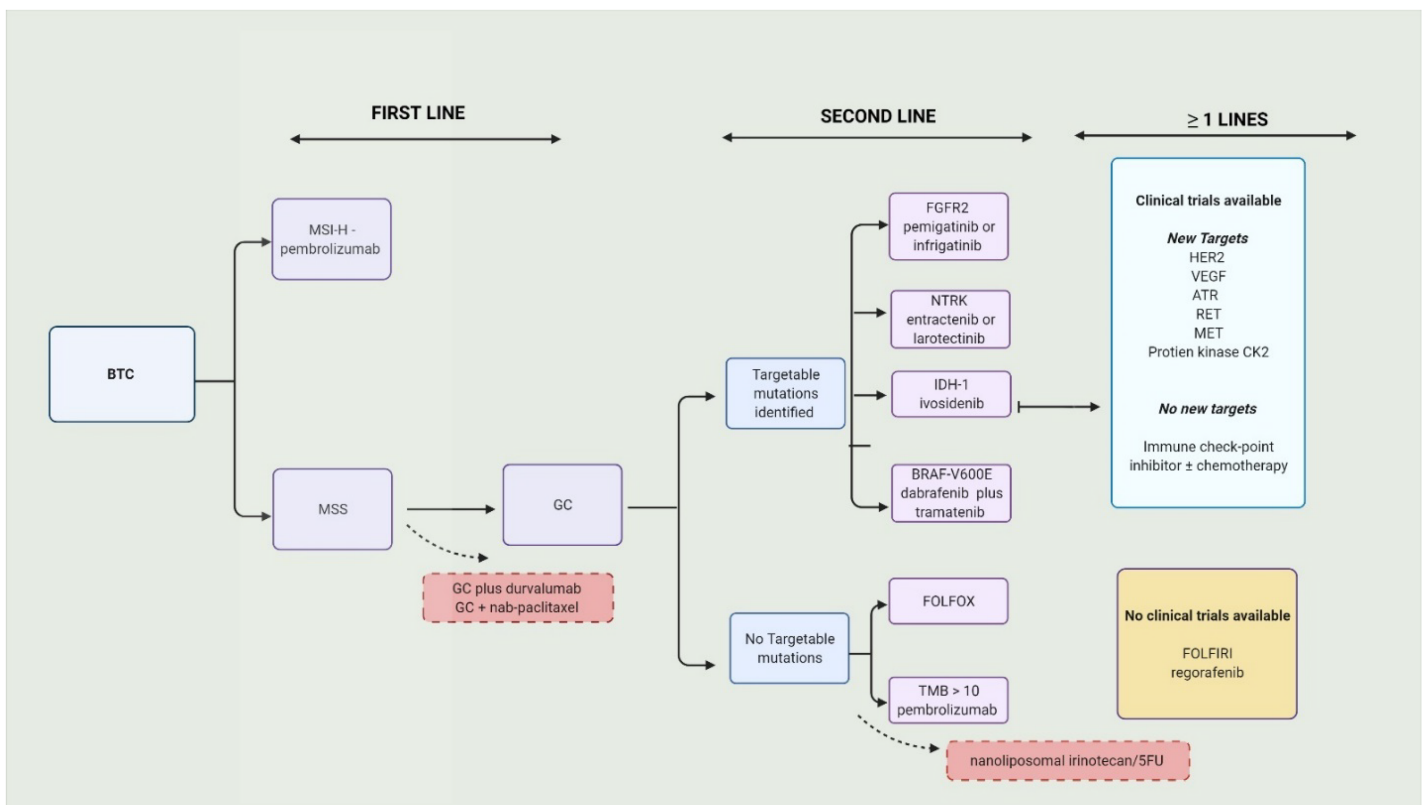 FIRST LINE
SECOND LINE
≥ 1 LINES
BTC
MSI-H -
pembrolizumab
MSS
GC
GC plus durvalumab
GC + nab-paclitaxel
Targetable
mutations
identified
No Targetable
mutations
FGFR2
pemigatinib or
infrigatinib
NTRK
entractenib or
larotectinib
IDH-1
ivosidenib
BRAF-V600E
dabrafenib plus
tramatenib
FOLFOX
TMB > 10
pembrolizumab
nanoliposomal irinotecan/5FU
Clinical trials available
New Targets
HER2
VEGF
ATR
RET
MET
Protien kinase CK2
No new targets
Immune check-point
inhibitor ± chemotherapy
No clinical trials available
FOLFIRI
regorafenib